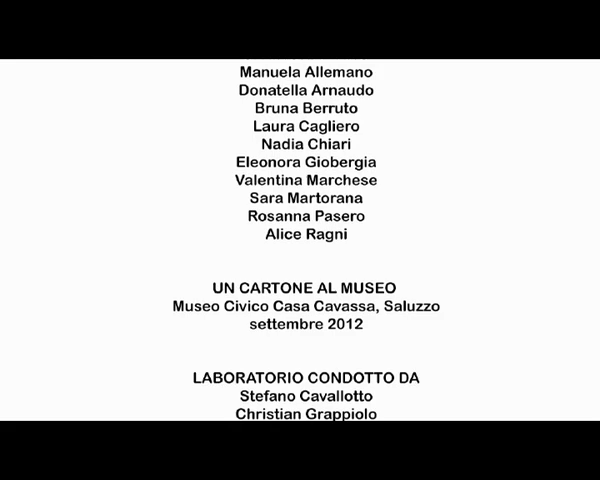 Manuela Allemano
Donatella Arnaudo
Bruna Berruto
Laura Cagliero
Nadia Chiari
Eleonora Giobergia
Valentina Marchese
Sara Martorana
Rosanna Pasero
Alice Ragni
UN CARTONE AL MUSEO
Museo Civico Casa Cavassa, Saluzzo
settembre 2012
LABORATORIO CONDOTTO DA
Stefano Cavallotto
Christian Grappiolo